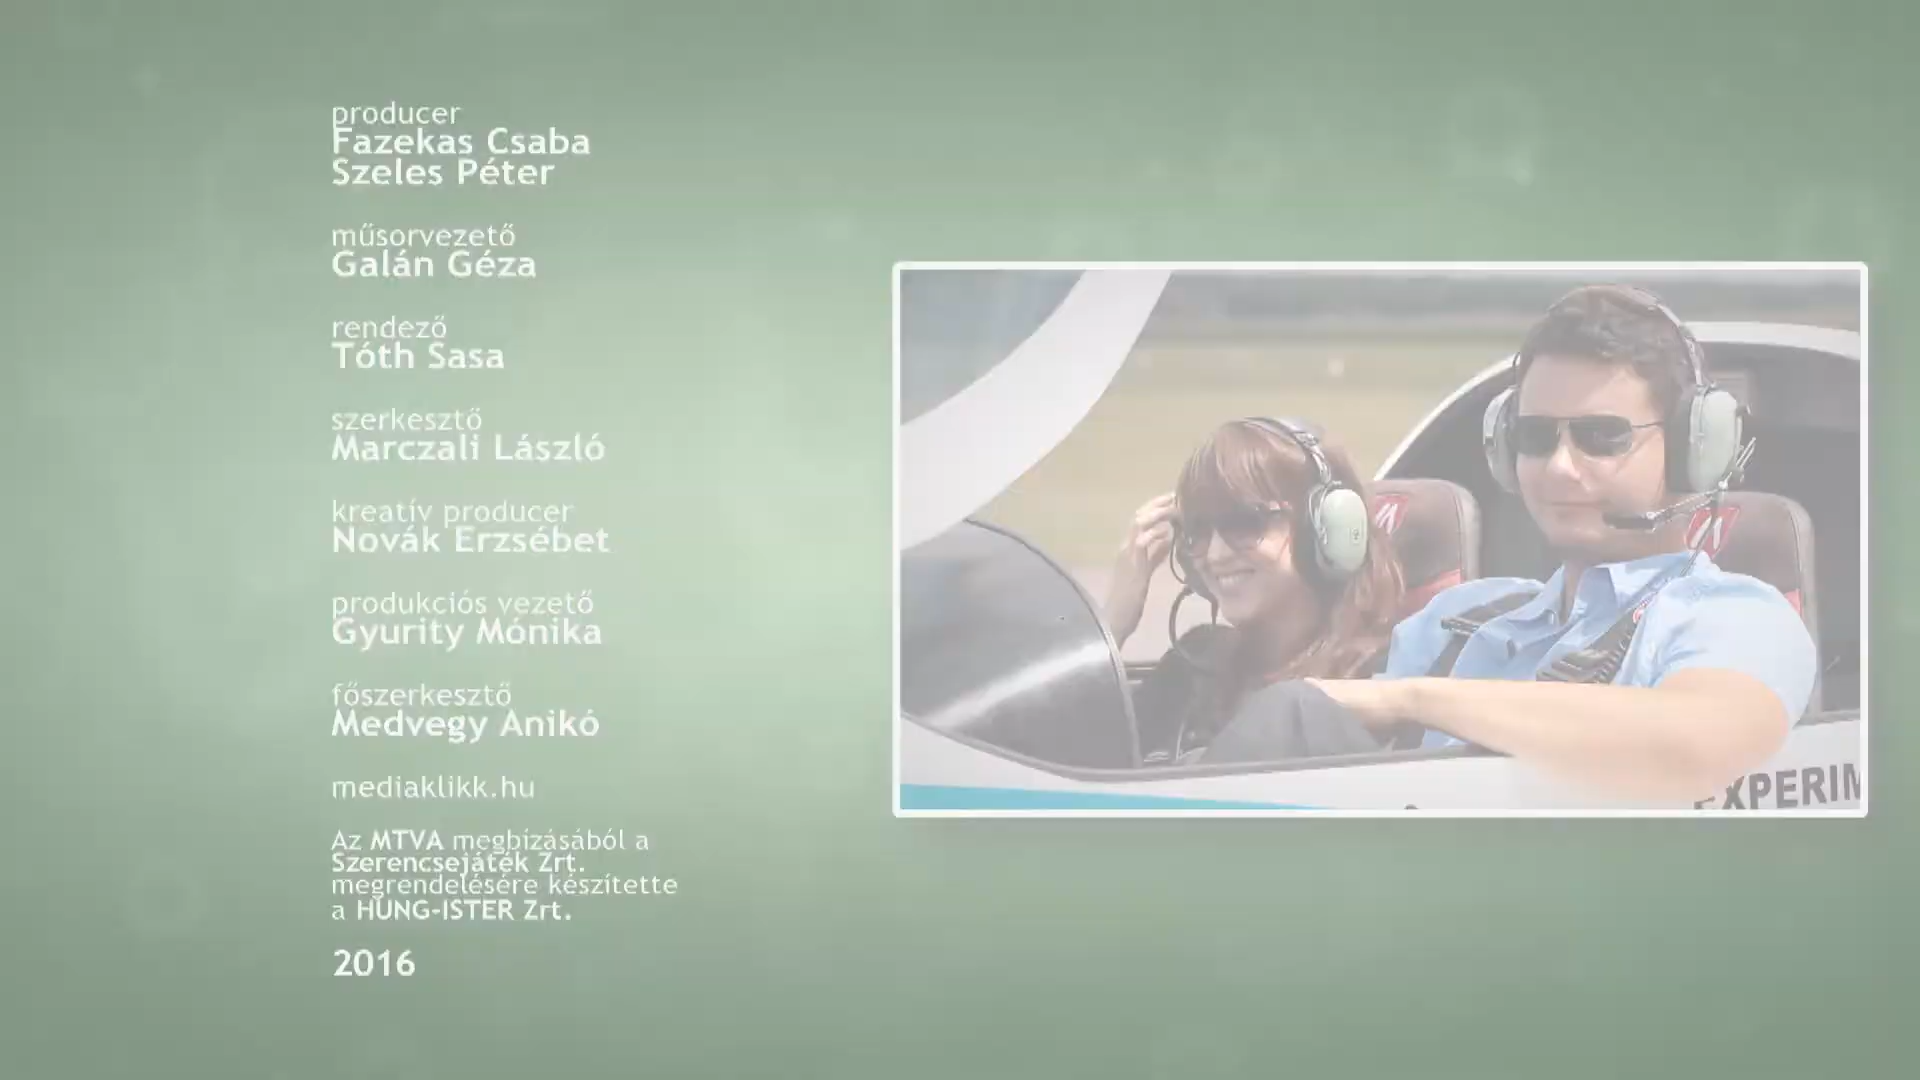 producer
Fazekas Csaba
Szeles Péter
műsorvezető
Galán Géza
rendező
Tóth Sasa
szerkesztő
Marczali László
kreatív producer
Novák Erzsébet
produkciós vezető
Gyurity Mónika
főszerkesztő
Medvegy Anikó
mediaklikk.hu
Az MTVA megbízásából a
Szerencsejáték Zrt.
megrendelésére készítette
a HUNG-ISTER Zrt.
2016